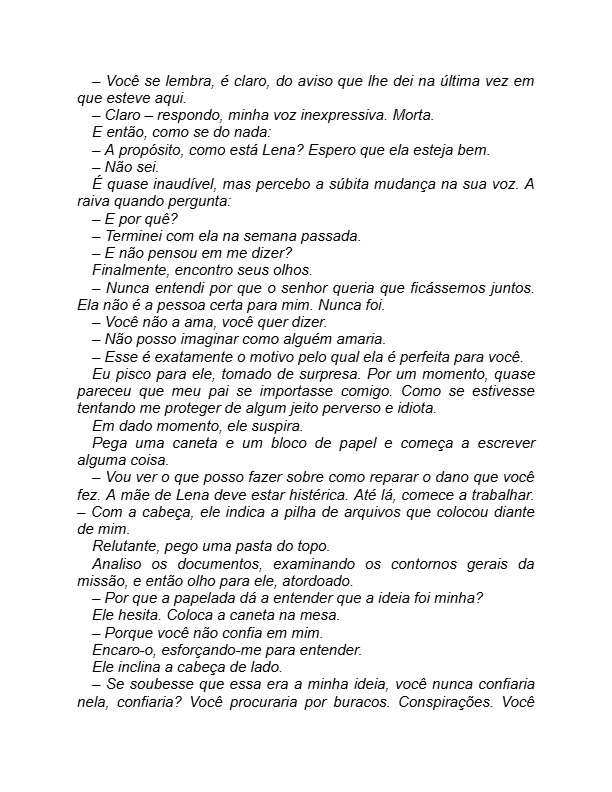 – Você se lembra, é claro, do aviso que lhe dei na última vez em
que esteve aqui.
– Claro – respondo, minha voz inexpressiva. Morta.
E então, como se do nada:
– A propósito, como está Lena? Espero que ela esteja bem.
– Não sei.
É quase inaudível, mas percebo a súbita mudança na sua voz. A
raiva quando pergunta:
– E por quê?
– Terminei com ela na semana passada.
– E não pensou em me dizer?
Finalmente, encontro seus olhos.
– Nunca entendi por que o senhor queria que ficássemos juntos.
Ela não é a pessoa certa para mim. Nunca foi.
– Você não a ama, você quer dizer.
– Não posso imaginar como alguém amaria.
– Esse é exatamente o motivo pelo qual ela é perfeita para você.
Eu pisco para ele, tomado de surpresa. Por um momento, quase
pareceu que meu pai se importasse comigo. Como se estivesse
tentando me proteger de algum jeito perverso e idiota.
Em dado momento, ele suspira.
Pega uma caneta e um bloco de papel e começa a escrever
alguma coisa.
– Vou ver o que posso fazer sobre como reparar o dano que você
fez. A mãe de Lena deve estar histérica. Até lá, comece a trabalhar.
– Com a cabeça, ele indica a pilha de arquivos que colocou diante
de mim.
Relutante, pego uma pasta do topo.
Analiso os documentos, examinando os contornos gerais da
missão, e então olho para ele, atordoado.
– Por que a papelada dá a entender que a ideia foi minha?
Ele hesita. Coloca a caneta na mesa.
– Porque você não confia em mim.
Encaro-o, esforçando-me para entender.
Ele inclina a cabeça de lado.
– Se soubesse que essa era a minha ideia, você nunca confiaria
nela, confiaria? Você procuraria por buracos. Conspirações. Você